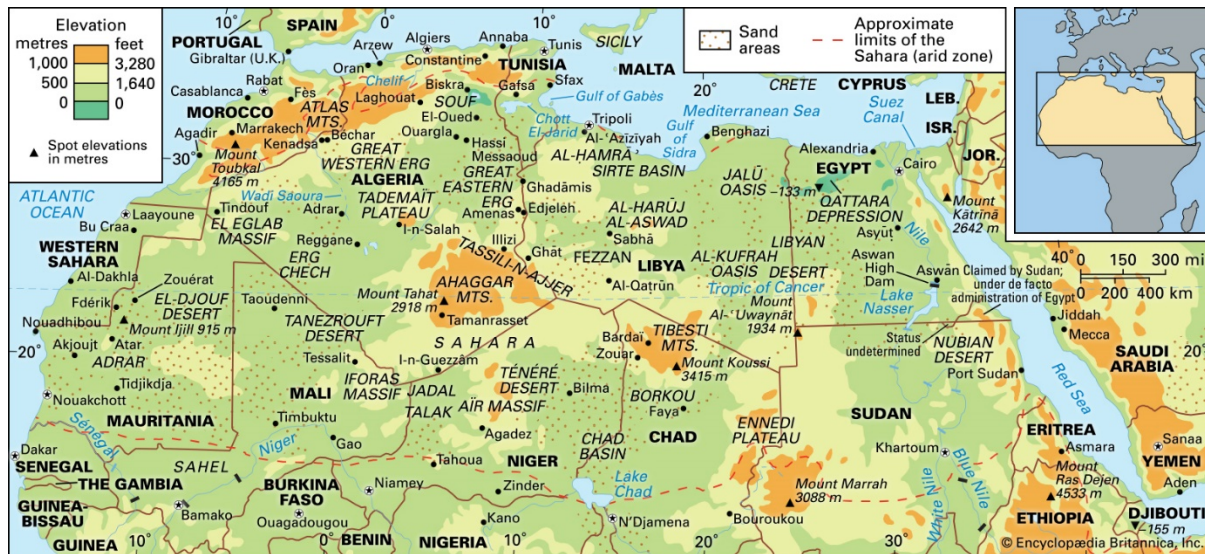 Elevation
metres feet
1,000 3,280
500 1,640
0 0
Spot elevations
in metres
Sand
areas
Approximate
limits of the
Sahara (arid zone)
10°
0°
10°
20°
SPAIN
PORTUGAL
Gibraltar (U.K.)
Arzew
Algiers
Annaba
Tunis
SICILY
Oran
Constantine
Chelif
TUNISIA
MALTA
CRETE
CYPRUS
Suez
Canal
LEB.
ISR.
JOR.
Rabat
Casablanca
Fès
MOROCCO
ATLAS
MTS.
Laghouat
Biskra
SOUF
El-Oued
Gafsa
Sfax
Gulf of Gabès
Chott
El-Jarid
Mediterranean Sea
Tripoli
Al-ʿAzīzīyah
Gulf
of
Sidra
Benghazi
Alexandria
Cairo
Agadir
Marrakech
Kenadsa
Béchar
Ouargla
Hassi
Messaoud
30°
Mount
Toubkal
4165 m
GREAT
WESTERN ERG
ALGERIA
GREAT
EASTERN
ERG
AL-HAMRĀ
SIRTE BASIN
JALŪ
OASIS
–133 m
EGYPT
QATTARA
DEPRESSION
Mount
Kātrīnā
2642 m
ATLANTIC
OCEAN
Laayoune
Bu Craa
Wadi Saoura
Tindouf
Adrar
TADEMAÏT
PLATEAU
Ghadāmis
Amenas
Edjeleh
AL-HARŪJ
AL-ASWAD
Asyūṭ
Nile
EL EGLAB
MASSIF
I-n-Salah
Sabhā
WESTERN
SAHARA
Reggane
ERG
CHECH
Illizi
Ghāt
TASSILI-N-AJJER
FEZZAN
LIBYA
AL-KUFRAH
OASIS
LIBYAN
DESERT
Aswan
High
Dam
Aswān
Claimed by Sudan;
under de facto
administration of Egypt
40°
0 150 300 mi
0 200 400 km
Al-Dakhla
Zouérat
Fdérik
EL-DJOUF
DESERT
Taoudenni
Mount Tahat
2918 m
AHAGGAR
MTS.
Al-Qaṭrūn
Tropic of Cancer
Mount
Al-ʿUwaynāt
1934 m
Lake
Nasser
Nouadhibou
Mount Ijill 915 m
TANEZROUFT
DESERT
Tamanrasset
Bardaï
TIBESTI
MTS.
Status
undetermined
NUBIAN
DESERT
Jiddah
Mecca
20°
Akjoujt
Atar
ADRAR
Tessalit
I-n-Guezzâm
SAHARA
Zouar
Mount Koussi
3415 m
Port Sudan
SAUDI
ARABIA
20°
Tidjikdja
Nouakchott
MALI
IFORAS
MASSIF
JADAL
TALAK
TÉNÉRÉ
DESERT
AÏR MASSIF
Bilma
BORKOU
Faya
Red Sea
MAURITANIA
Timbuktu
Agadez
ENNEDI
PLATEAU
SUDAN
ERITREA
Asmara
Sanaa
Dakar
Sénégal
Niger
Gao
Tahoua
NIGER
CHAD
BASIN
CHAD
Khartoum
Blue Nile
White Nile
YEMEN
Aden
SENEGAL
THE GAMBIA
SAHEL
BURKINA
FASO
Niamey
Zinder
Lake
Chad
Mount Marrah
3088 m
Mount
Ras Dejen
4533 m
GUINEA-
BISSAU
Bamako
Ouagadougou
Kano
N'Djamena
Bouroukou
ETHIOPIA
DJIBOUTI
–155 m
GUINEA
10°
0°
BENIN
NIGERIA
10°
20°
30°
© Encyclopædia Britannica, Inc.